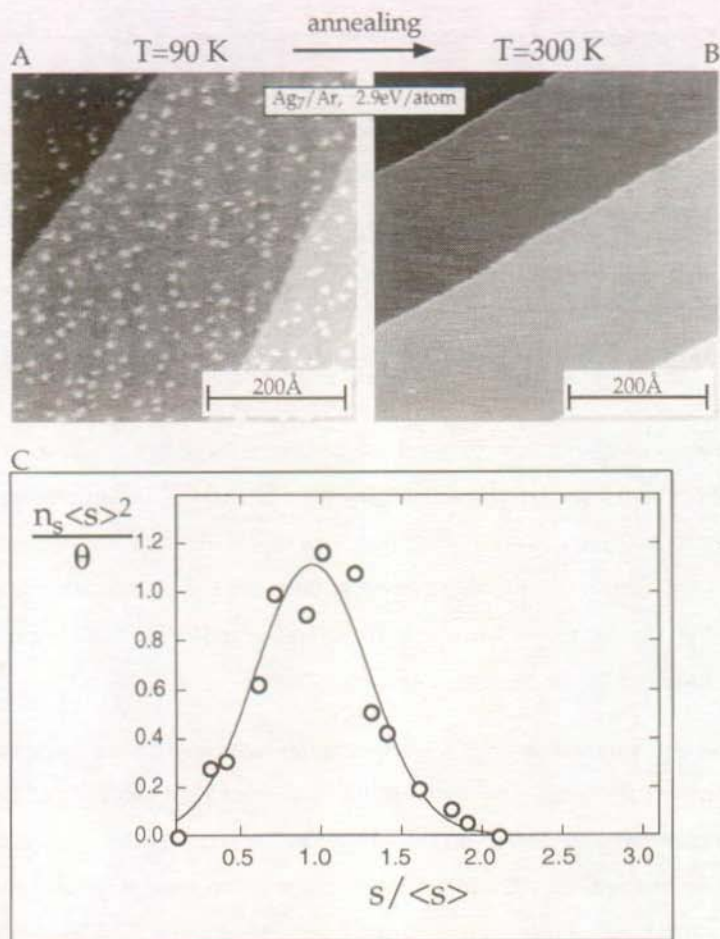 annealing
A T=90 K T=300 K B
Ag₇/Ar, 2.9eV/atom
200Å 200Å
C
n_s<s>²
θ
1.2
1.0
0.8
0.6
0.4
0.2
0.0
0.5 1.0 1.5 2.0 2.5 3.0
s/<s>